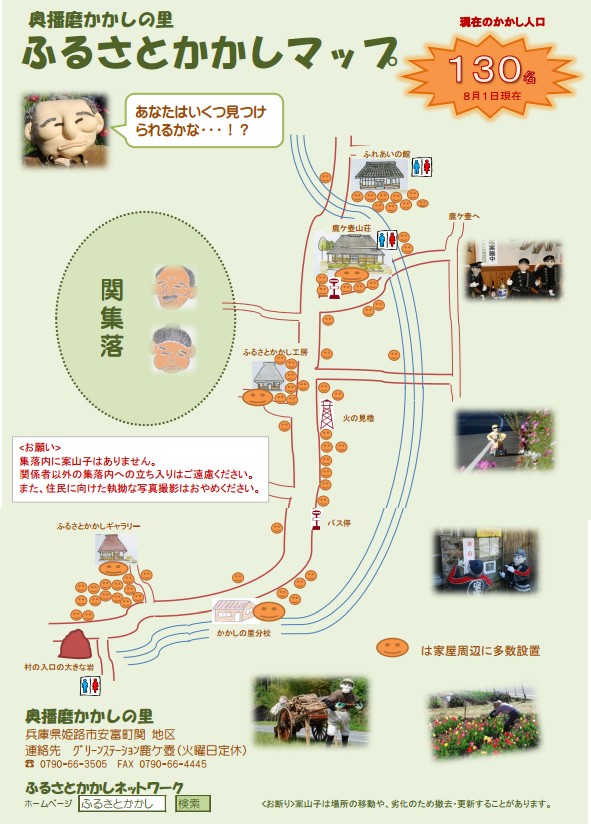 奥播磨かかしの里
ふるさとかかしマップ
現在のかかし人口
130名
8月1日現在
あなたはいくつ見つけ
られるかな・・・！？
ふれあいの館
鹿ケ壷へ
鹿ケ壷山荘
関集落
ふるさとかかし工房
火の見櫓
<お願い>
集落内に案山子はありません。
関係者以外の集落内への立ち入りはご遠慮ください。
また、住民に向けた執拗な写真撮影はおやめください。
バス停
ふるさとかかしギャラリー
かかしの里分校
村の入口の大きな岩
は家屋周辺に多数設置
奥播磨かかしの里
兵庫県姫路市安富町関 地区
連絡先 グリーンステーション鹿ケ壺(火曜日定休)
☎ 0790-66-3505 FAX 0790-66-4445
ふるさとかかしネットワーク
ホームページ ふるさとかかし 検索
<お断り>案山子は場所の移動や、劣化のため撤去・更新することがあります。